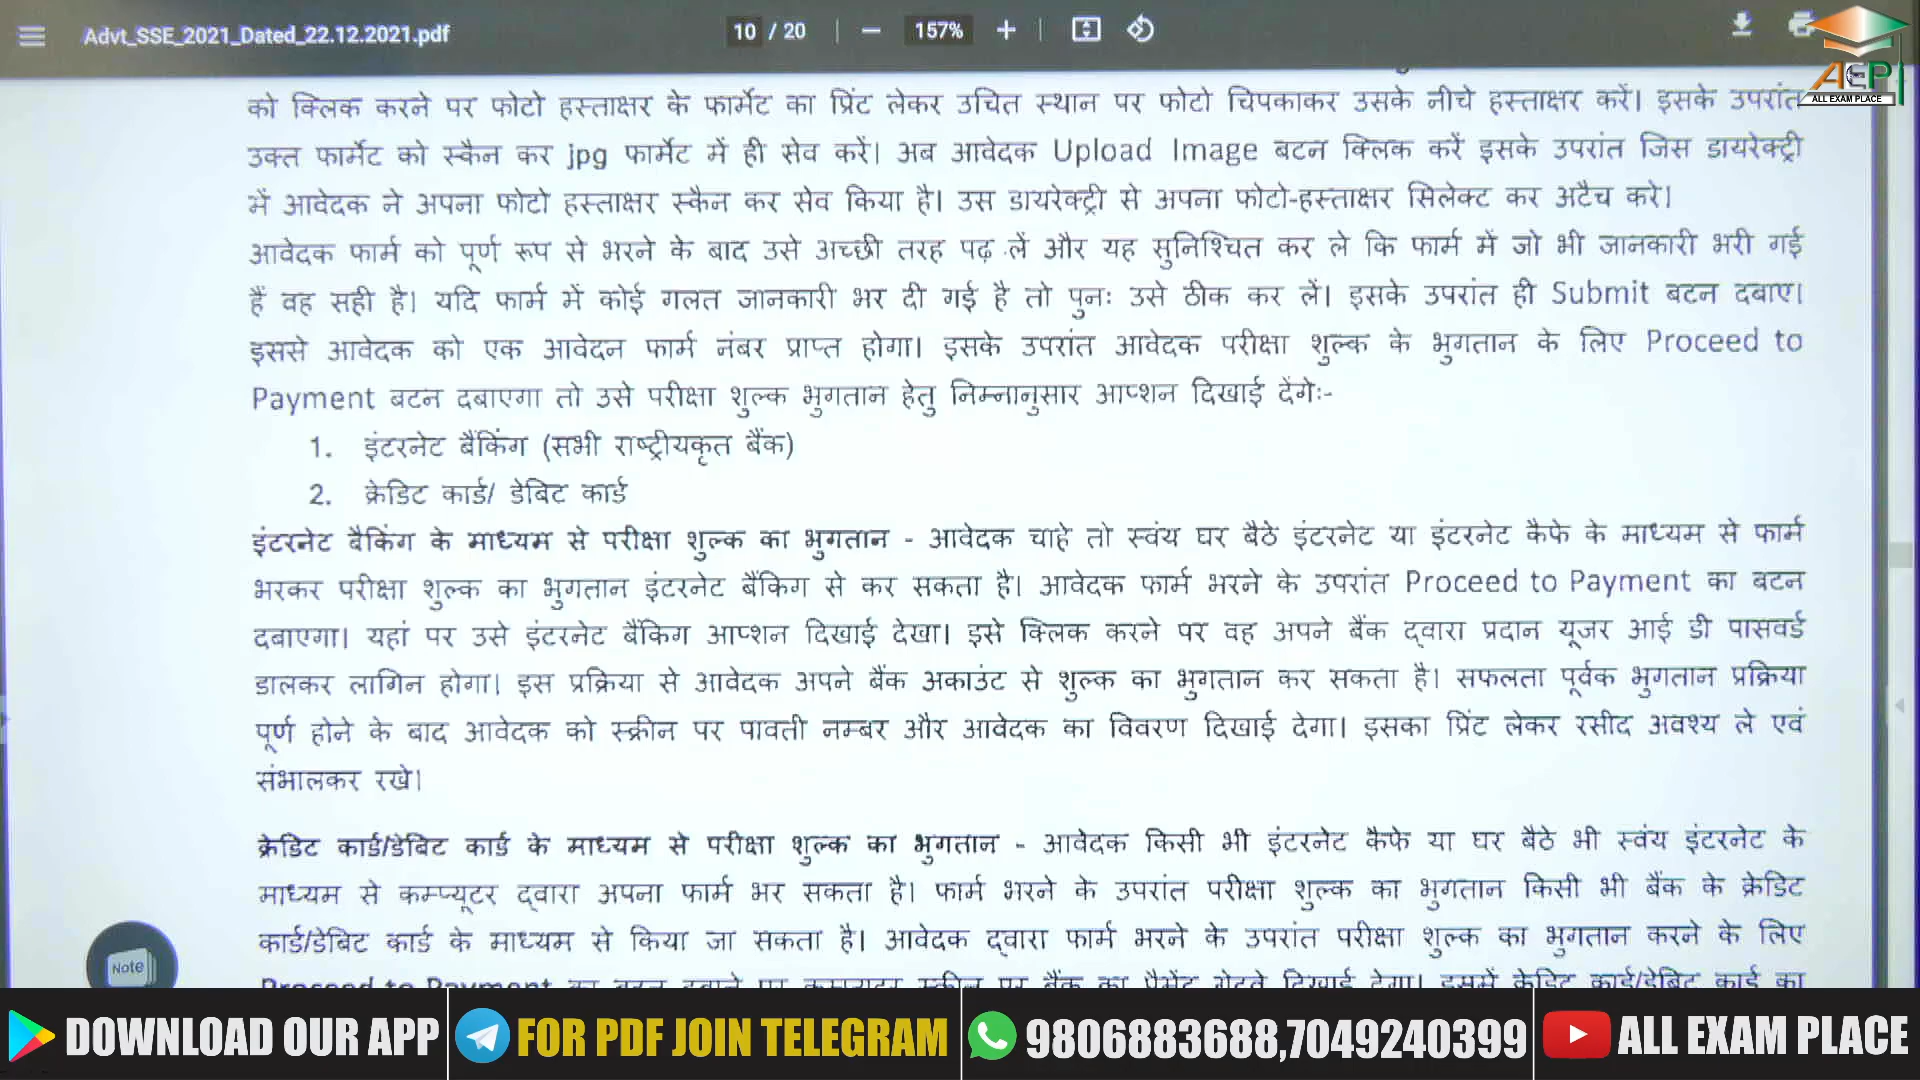 Advt_SSE_2021_Dated_22.12.2021.pdf
10 / 20
157%
AEP
ALL EXAM PLACE
को क्लिक करने पर फोटो हस्ताक्षर के फार्मेट का प्रिंट लेकर उचित स्थान पर फोटो चिपकाकर उसके नीचे हस्ताक्षर करें। इसके उपरांत
उक्त फार्मेट को स्कैन कर jpg फार्मेट में ही सेव करें। अब आवेदक Upload Image बटन क्लिक करें इसके उपरांत जिस डायरेक्ट्री
में आवेदक ने अपना फोटो हस्ताक्षर स्कैन कर सेव किया है। उस डायरेक्ट्री से अपना फोटो-हस्ताक्षर सिलेक्ट कर अटैच करे।
आवेदक फार्म को पूर्ण रूप से भरने के बाद उसे अच्छी तरह पढ़ लें और यह सुनिश्चित कर ले कि फार्म में जो भी जानकारी भरी गई
हैं वह सही है। यदि फार्म में कोई गलत जानकारी भर दी गई है तो पुनः उसे ठीक कर लें। इसके उपरांत ही Submit बटन दबाए।
इससे आवेदक को एक आवेदन फार्म नंबर प्राप्त होगा। इसके उपरांत आवेदक परीक्षा शुल्क के भुगतान के लिए Proceed to
Payment बटन दबाएगा तो उसे परीक्षा शुल्क भुगतान हेतु निम्नानुसार आप्शन दिखाई देंगेः-
1. इंटरनेट बैंकिंग (सभी राष्ट्रीयकृत बैंक)
2. क्रेडिट कार्ड/ डेबिट कार्ड
इंटरनेट बैकिंग के माध्यम से परीक्षा शुल्क का भुगतान - आवेदक चाहे तो स्वंय घर बैठे इंटरनेट या इंटरनेट कैफे के माध्यम से फार्म
भरकर परीक्षा शुल्क का भुगतान इंटरनेट बैंकिग से कर सकता है। आवेदक फार्म भरने के उपरांत Proceed to Payment का बटन
दबाएगा। यहां पर उसे इंटरनेट बैंकिग आप्शन दिखाई देखा। इसे क्लिक करने पर वह अपने बैंक द्वारा प्रदान यूजर आई डी पासवर्ड
डालकर लागिन होगा। इस प्रक्रिया से आवेदक अपने बैंक अकाउंट से शुल्क का भुगतान कर सकता है। सफलता पूर्वक भुगतान प्रक्रिया
पूर्ण होने के बाद आवेदक को स्क्रीन पर पावती नम्बर और आवेदक का विवरण दिखाई देगा। इसका प्रिंट लेकर रसीद अवश्य ले एवं
संभालकर रखे।
क्रेडिट कार्ड/डेबिट कार्ड के माध्यम से परीक्षा शुल्क का भुगतान - आवेदक किसी भी इंटरनेट कैफे या घर बैठे भी स्वंय इंटरनेट के
माध्यम से कम्प्यूटर द्वारा अपना फार्म भर सकता है। फार्म भरने के उपरांत परीक्षा शुल्क का भुगतान किसी भी बैंक के क्रेडिट
कार्ड/डेबिट कार्ड के माध्यम से किया जा सकता है। आवेदक द्वारा फार्म भरने के उपरांत परीक्षा शुल्क का भुगतान करने के लिए
Proceed to Payment का बटन दबाने पर कम्प्यूटर स्क्रीन पर बैंक का पैमेंट गेटवे दिखाई देगा। इसमें क्रेडिट कार्ड/डेबिट कार्ड का
Note
DOWNLOAD OUR APP
FOR PDF JOIN TELEGRAM
9806883688,7049240399
ALL EXAM PLACE